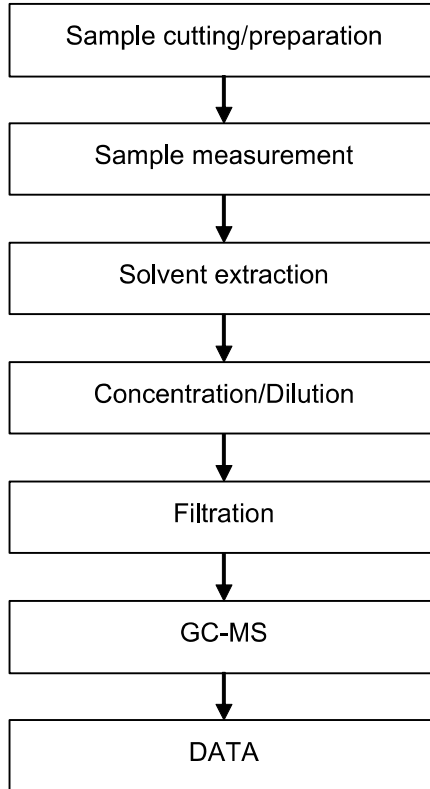 Sample cutting/preparation
Sample measurement
Solvent extraction
Concentration/Dilution
Filtration
GC-MS
DATA